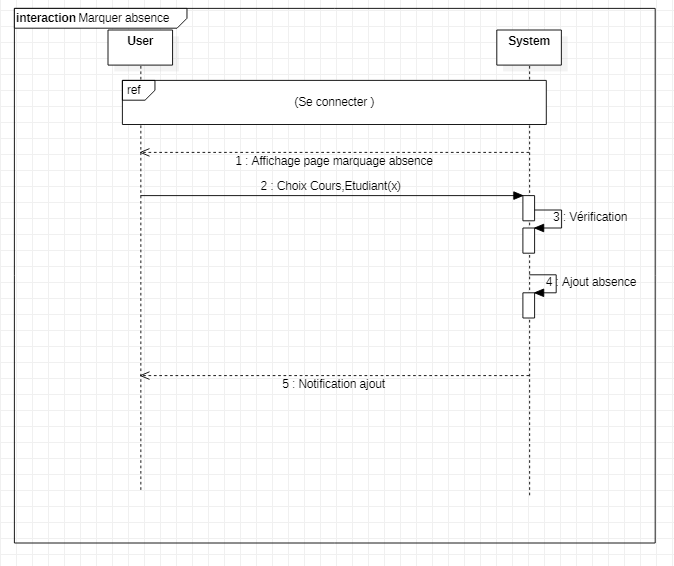 interaction Marquer absence
User
System
ref
(Se connecter )
1 : Affichage page marquage absence
2 : Choix Cours,Etudiant(x)
3 : Vérification
4 : Ajout absence
5 : Notification ajout